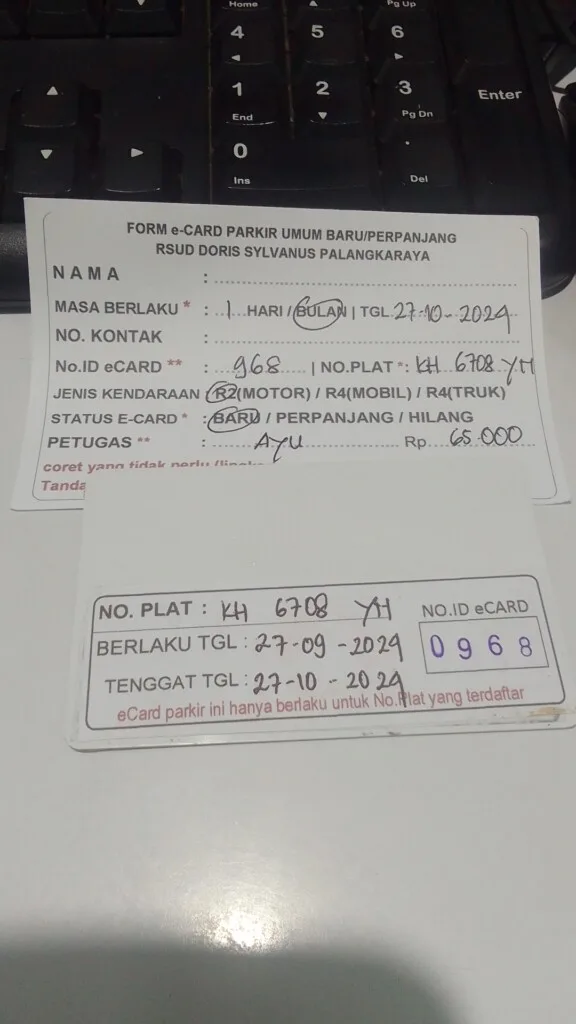 Home
Pg Up
4
5
6
1
2
3
Enter
End
Pg Dn
0
.
Ins
Del
FORM e-CARD PARKIR UMUM BARU/PERPANJANG
RSUD DORIS SYLVANUS PALANGKARAYA
NAMA :
MASA BERLAKU * : 1 HARI / BULAN | TGL 27-10-2024
NO. KONTAK :
No.ID eCARD ** : 968 | NO.PLAT *: KH 6708 YH
JENIS KENDARAAN : R2(MOTOR) / R4(MOBIL) / R4(TRUK)
STATUS E-CARD * : BARU / PERPANJANG / HILANG
PETUGAS ** : AYU Rp. 65.000
coret yang tidak perlu
Tanda
NO. PLAT : KH 6708 YH
NO.ID eCARD
BERLAKU TGL : 27-09-2024
0968
TENGGAT TGL : 27-10-2024
eCard parkir ini hanya berlaku untuk No.Plat yang terdaftar